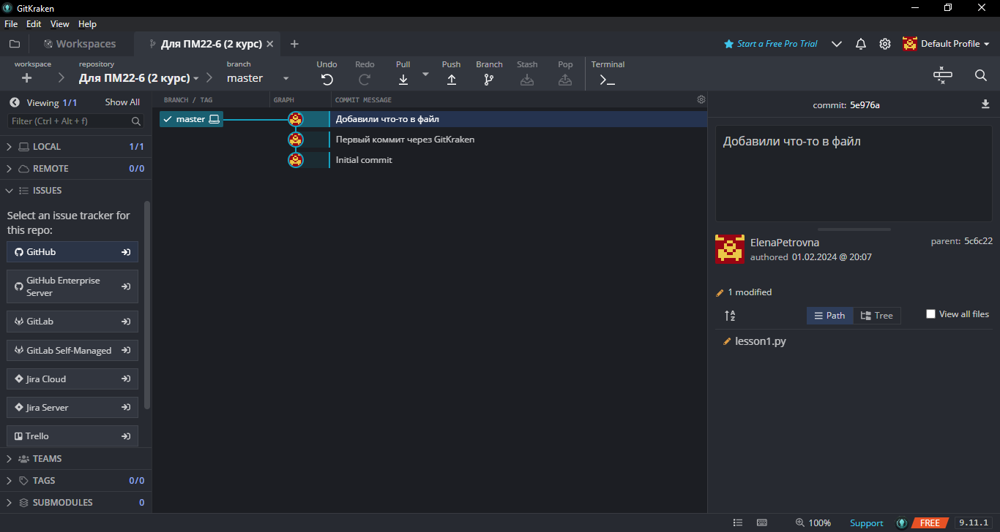 GitKraken
File Edit View Help
Workspaces
Для ПМ22-6 (2 курс)
Start a Free Pro Trial
Default Profile
workspace
repository
Для ПМ22-6 (2 курс)
branch
master
Undo
Redo
Pull
Push
Branch
Stash
Pop
Terminal
Viewing 1/1
Show All
Filter (Ctrl + Alt + f)
LOCAL 1/1
REMOTE 0/0
ISSUES
Select an issue tracker for
this repo:
GitHub
GitHub Enterprise
Server
GitLab
GitLab Self-Managed
Jira Cloud
Jira Server
Trello
TEAMS
TAGS 0/0
SUBMODULES 0
BRANCH / TAG
GRAPH
COMMIT MESSAGE
master
Добавили что-то в файл
Первый коммит через GitKraken
Initial commit
commit: 5e976a
Добавили что-то в файл
ElenaPetrovna
parent: 5c6c22
authored 01.02.2024 @ 20:07
1 modified
Path
Tree
View all files
lesson1.py
100%
Support
FREE
9.11.1